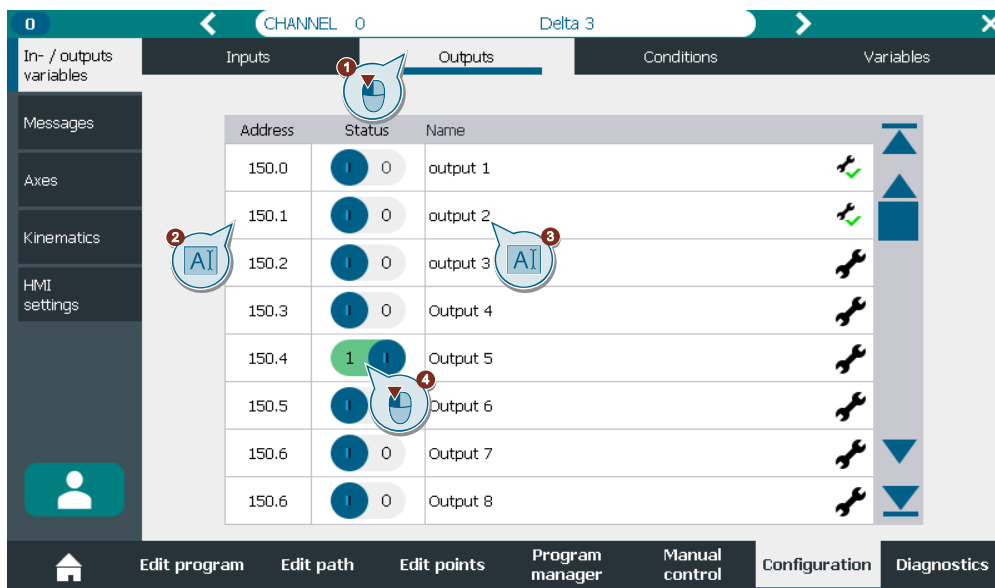 0
CHANNEL 0 Delta 3
In- / outputs
variables
Inputs
Outputs
Conditions
Variables
1
Messages
Axes
Kinematics
HMI
settings
Address Status Name
150.0 0 output 1
150.1 0 output 2
2
AI
3
AI
150.2 0 output 3
150.3 0 Output 4
150.4 1 Output 5
4
150.5 Output 6
150.6 0 Output 7
150.6 0 Output 8
Edit program
Edit path
Edit points
Program
manager
Manual
control
Configuration
Diagnostics